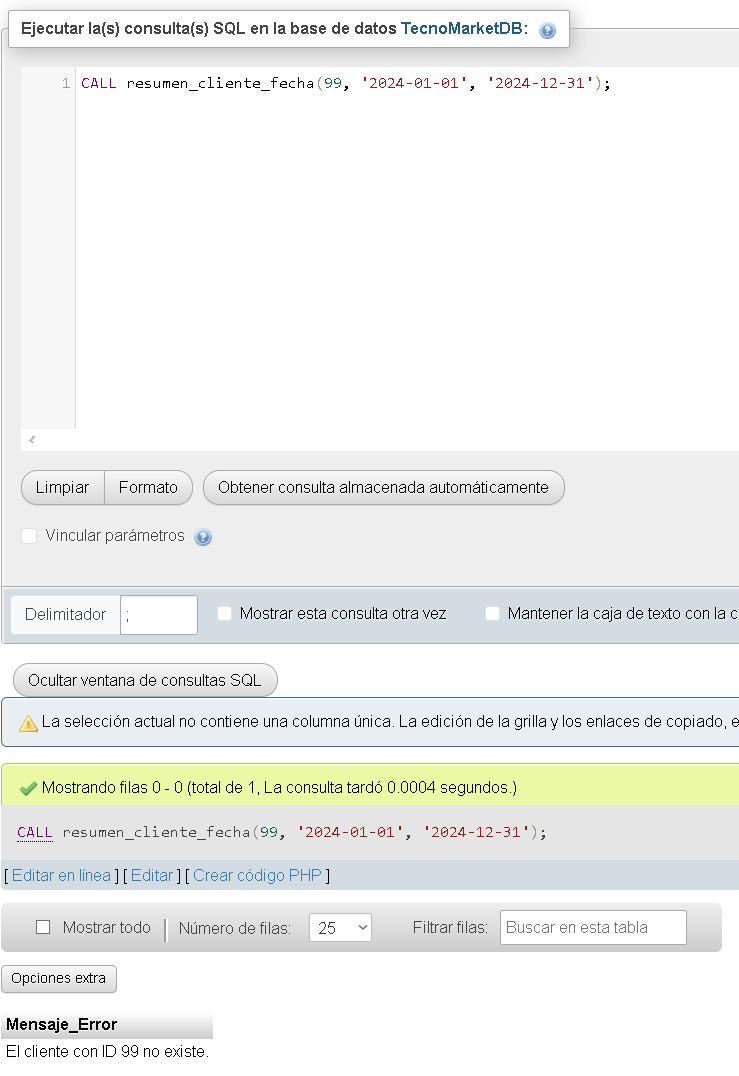 Ejecutar la(s) consulta(s) SQL en la base de datos TecnoMarketDB:
1 CALL resumen_cliente_fecha(99, '2024-01-01', '2024-12-31');
Limpiar Formato Obtener consulta almacenada automáticamente
Vincular parámetros
Delimitador ; Mostrar esta consulta otra vez Mantener la caja de texto con la c
Ocultar ventana de consultas SQL
La selección actual no contiene una columna única. La edición de la grilla y los enlaces de copiado, e
Mostrando filas 0 - 0 (total de 1, La consulta tardó 0.0004 segundos.)
CALL resumen_cliente_fecha(99, '2024-01-01', '2024-12-31');
[ Editar en línea ] [ Editar ] [ Crear código PHP ]
Mostrar todo Número de filas: 25 Filtrar filas: Buscar en esta tabla
Opciones extra
Mensaje_Error
El cliente con ID 99 no existe.